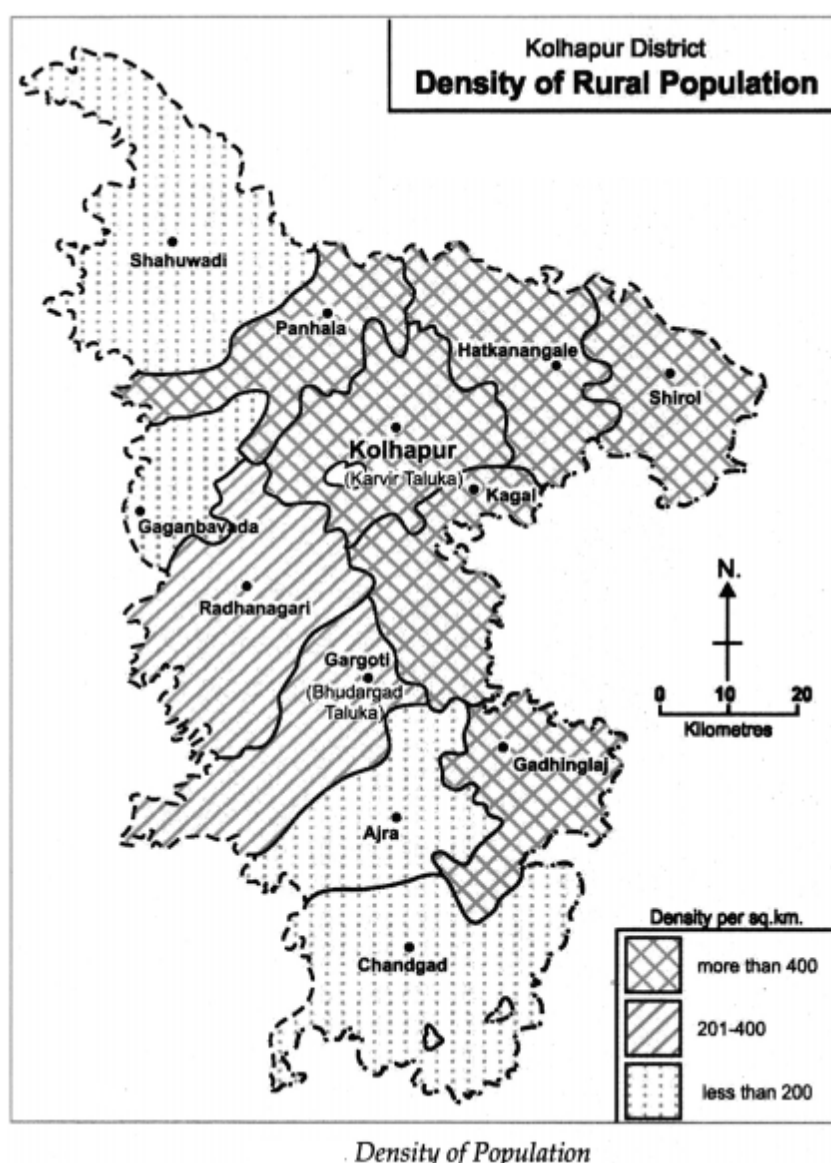 Kolhapur District
Density of Rural Population
Shahuwadi
Panhala
Hatkanangale
Shirol
Kolhapur
(Karvir Taluka)
Kagal
Gaganbavada
Radhanagari
N.
Gargoti
(Bhudargad
Taluka)
0 10 20
Kilometres
Gadhinglaj
Ajra
Chandgad
Density per sq.km.
more than 400
201-400
less than 200
Density of Population